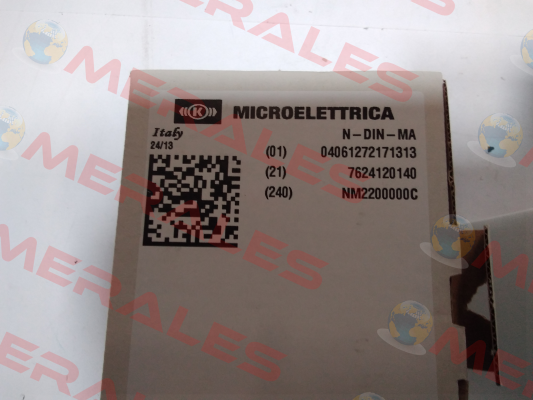 MERALES
K MICROELETTRICA
Italy N-DIN-MA
24/13
(01) 04061272171313
(21) 7624120140
(240) NM2200000C
MERALES
MERALES
MERALES